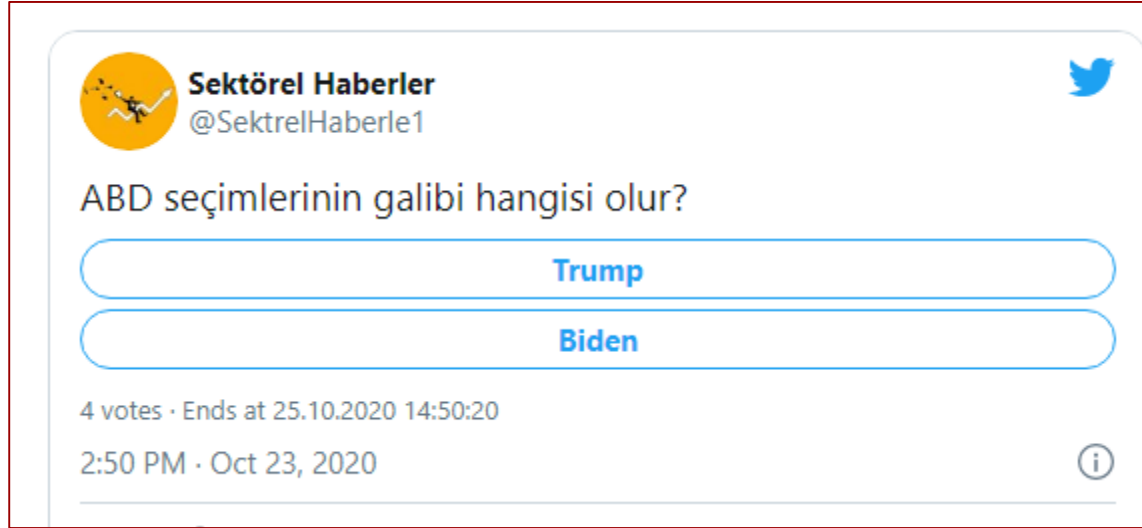 Sektörel Haberler
@SektrelHaberle1
ABD seçimlerinin galibi hangisi olur?
Trump
Biden
4 votes · Ends at 25.10.2020 14:50:20
2:50 PM · Oct 23, 2020